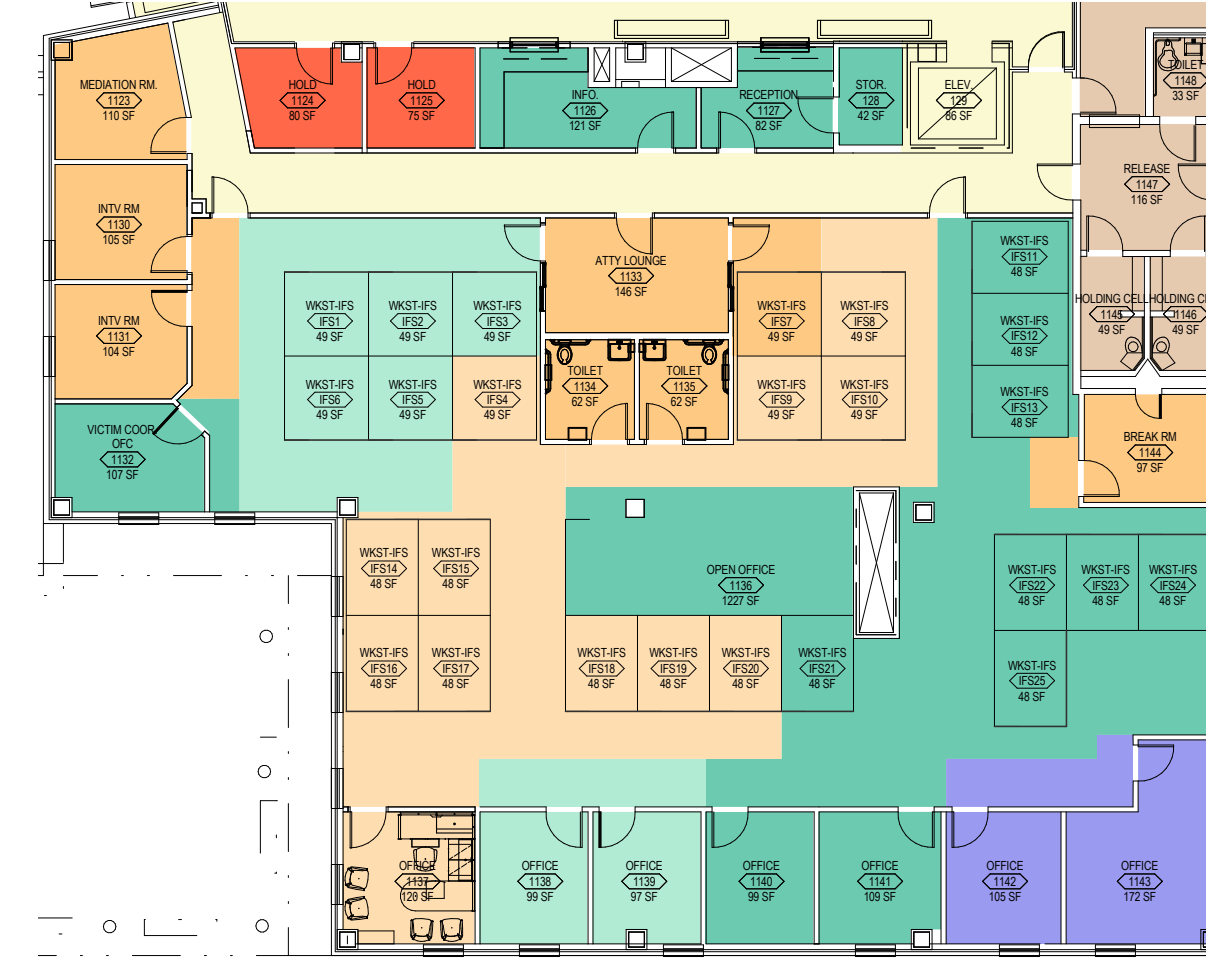 MEDIATION RM.
1123
110 SF
HOLD
1124
80 SF
HOLD
1125
75 SF
INFO.
1126
121 SF
RECEPTION
1127
82 SF
STOR.
128
42 SF
ELEV.
129
86 SF
TOILET
1148
33 SF
RELEASE
1147
116 SF
INTV RM
1130
105 SF
INTV RM
1131
104 SF
VICTIM COOR
OFC
1132
107 SF
ATTY LOUNGE
1133
146 SF
TOILET
1134
62 SF
TOILET
1135
62 SF
WKST-IFS
IFS1
49 SF
WKST-IFS
IFS2
49 SF
WKST-IFS
IFS3
49 SF
WKST-IFS
IFS6
49 SF
WKST-IFS
IFS5
49 SF
WKST-IFS
IFS4
49 SF
WKST-IFS
IFS7
49 SF
WKST-IFS
IFS8
49 SF
WKST-IFS
IFS9
49 SF
WKST-IFS
IFS10
49 SF
WKST-IFS
IFS11
48 SF
WKST-IFS
IFS12
48 SF
WKST-IFS
IFS13
48 SF
HOLDING CELL
1145
49 SF
HOLDING
1146
49 SF
BREAK RM
1144
97 SF
WKST-IFS
IFS14
48 SF
WKST-IFS
IFS15
48 SF
WKST-IFS
IFS16
48 SF
WKST-IFS
IFS17
48 SF
OPEN OFFICE
1136
1227 SF
WKST-IFS
IFS18
48 SF
WKST-IFS
IFS19
48 SF
WKST-IFS
IFS20
48 SF
WKST-IFS
IFS21
48 SF
WKST-IFS
IFS22
48 SF
WKST-IFS
IFS23
48 SF
WKST-IFS
IFS24
48 SF
WKST-IFS
IFS25
48 SF
OFFICE
1137
120 SF
OFFICE
1138
99 SF
OFFICE
1139
97 SF
OFFICE
1140
99 SF
OFFICE
1141
109 SF
OFFICE
1142
105 SF
OFFICE
1143
172 SF